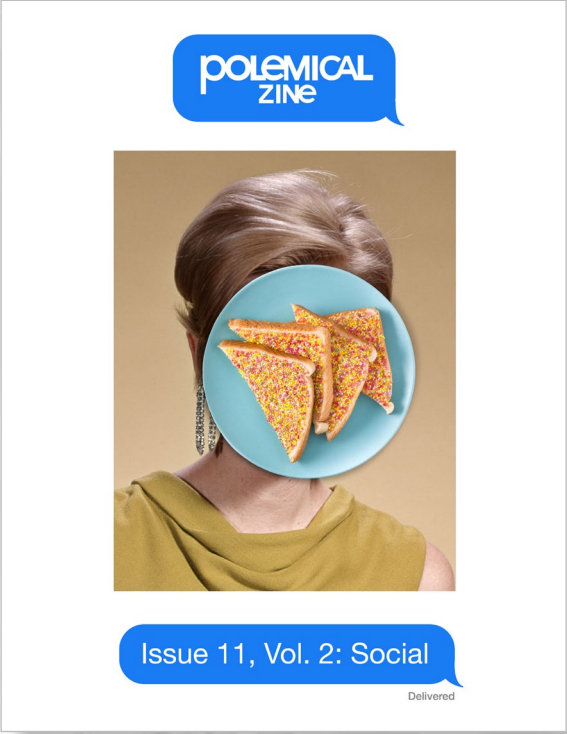 POLEMICAL
ZINE
Issue 11, Vol. 2: Social
Delivered